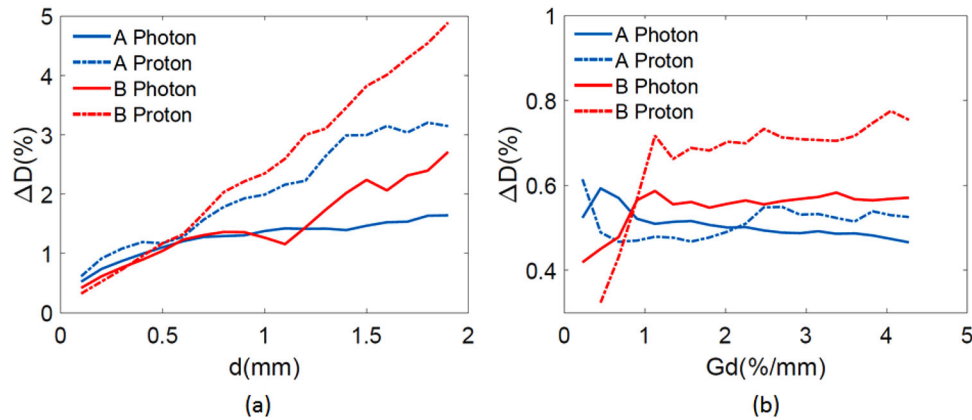 5
4
3
2
1
0
ΔD(%)
A Photon
A Proton
B Photon
B Proton
0 0.5 1 1.5 2
d(mm)
(a)
1
0.8
0.6
0.4
ΔD(%)
A Photon
A Proton
B Photon
B Proton
0 1 2 3 4 5
Gd(%/mm)
(b)